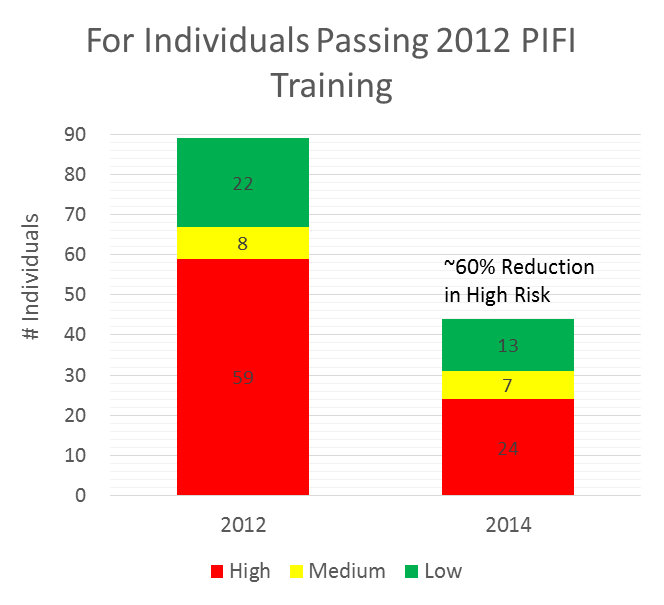 For Individuals Passing 2012 PIFI
Training
# Individuals
90
80
70
60
50
40
30
20
10
0
22
8
59
~60% Reduction
in High Risk
13
7
24
2012
2014
High
Medium
Low